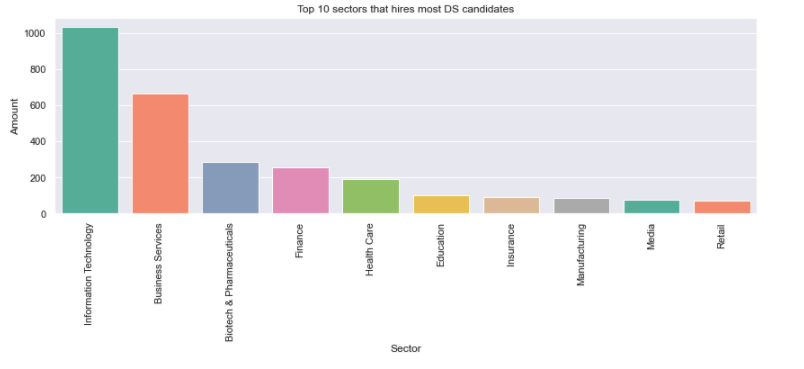 Top 10 sectors that hires most DS candidates
Amount
1000
800
600
400
200
0
Information Technology
Business Services
Biotech & Pharmaceuticals
Finance
Health Care
Education
Insurance
Manufacturing
Media
Retail
Sector